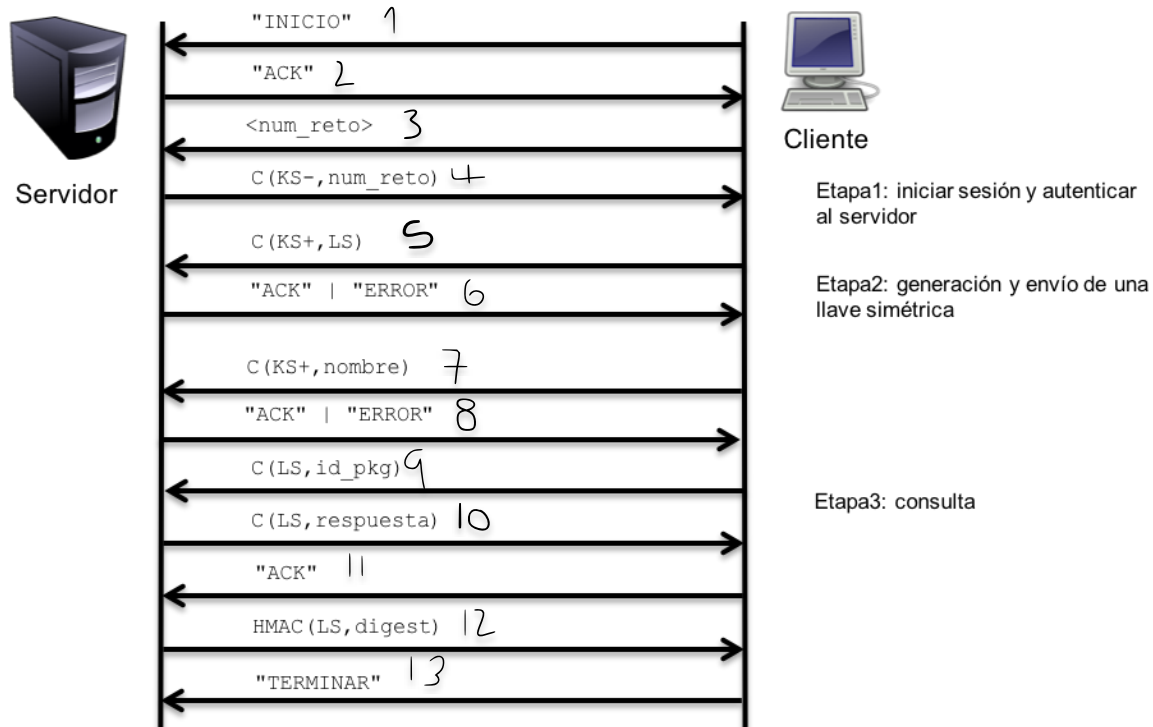 "INICIO" 1
"ACK" 2
<num_reto> 3
Cliente
C(KS-,num_reto) 4
Servidor
Etapa1: iniciar sesión y autenticar
al servidor
C(KS+,LS) 5
"ACK" | "ERROR" 6
Etapa2: generación y envío de una
llave simétrica
C(KS+,nombre) 7
"ACK" | "ERROR" 8
C(LS,id_pkg) 9
Etapa3: consulta
C(LS,respuesta) 10
"ACK" 11
HMAC(LS,digest) 12
"TERMINAR" 13